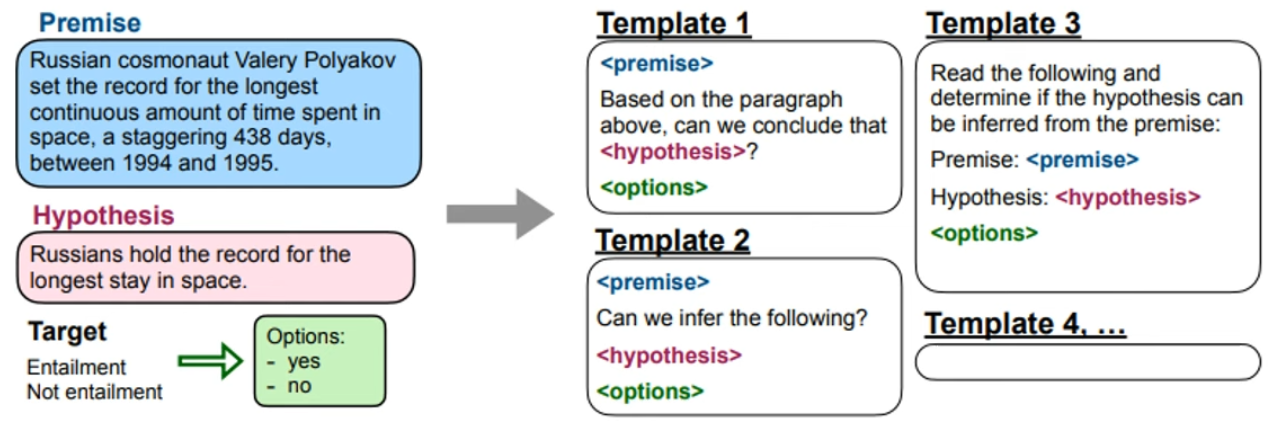 Premise
Russian cosmonaut Valery Polyakov
set the record for the longest
continuous amount of time spent in
space, a staggering 438 days,
between 1994 and 1995.
Hypothesis
Russians hold the record for the
longest stay in space.
Target
Entailment
Not entailment
Options:
- yes
- no
Template 1
<premise>
Based on the paragraph
above, can we conclude that
<hypothesis>?
<options>
Template 2
<premise>
Can we infer the following?
<hypothesis>
<options>
Template 3
Read the following and
determine if the hypothesis can
be inferred from the premise:
Premise: <premise>
Hypothesis: <hypothesis>
<options>
Template 4, ...